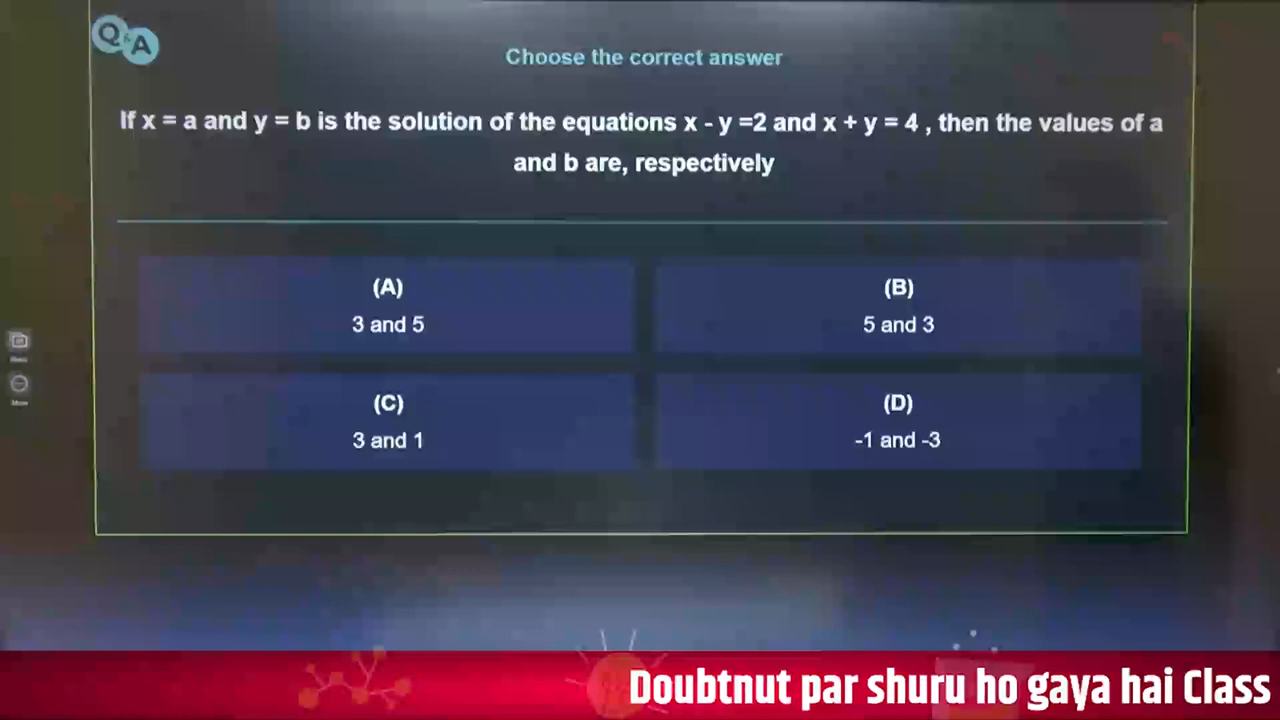 Q & A
Choose the correct answer
If x = a and y = b is the solution of the equations x - y =2 and x + y = 4 , then the values of a
and b are, respectively
(A)
3 and 5
(B)
5 and 3
(C)
3 and 1
(D)
-1 and -3
Doubtnut par shuru ho gaya hai Class